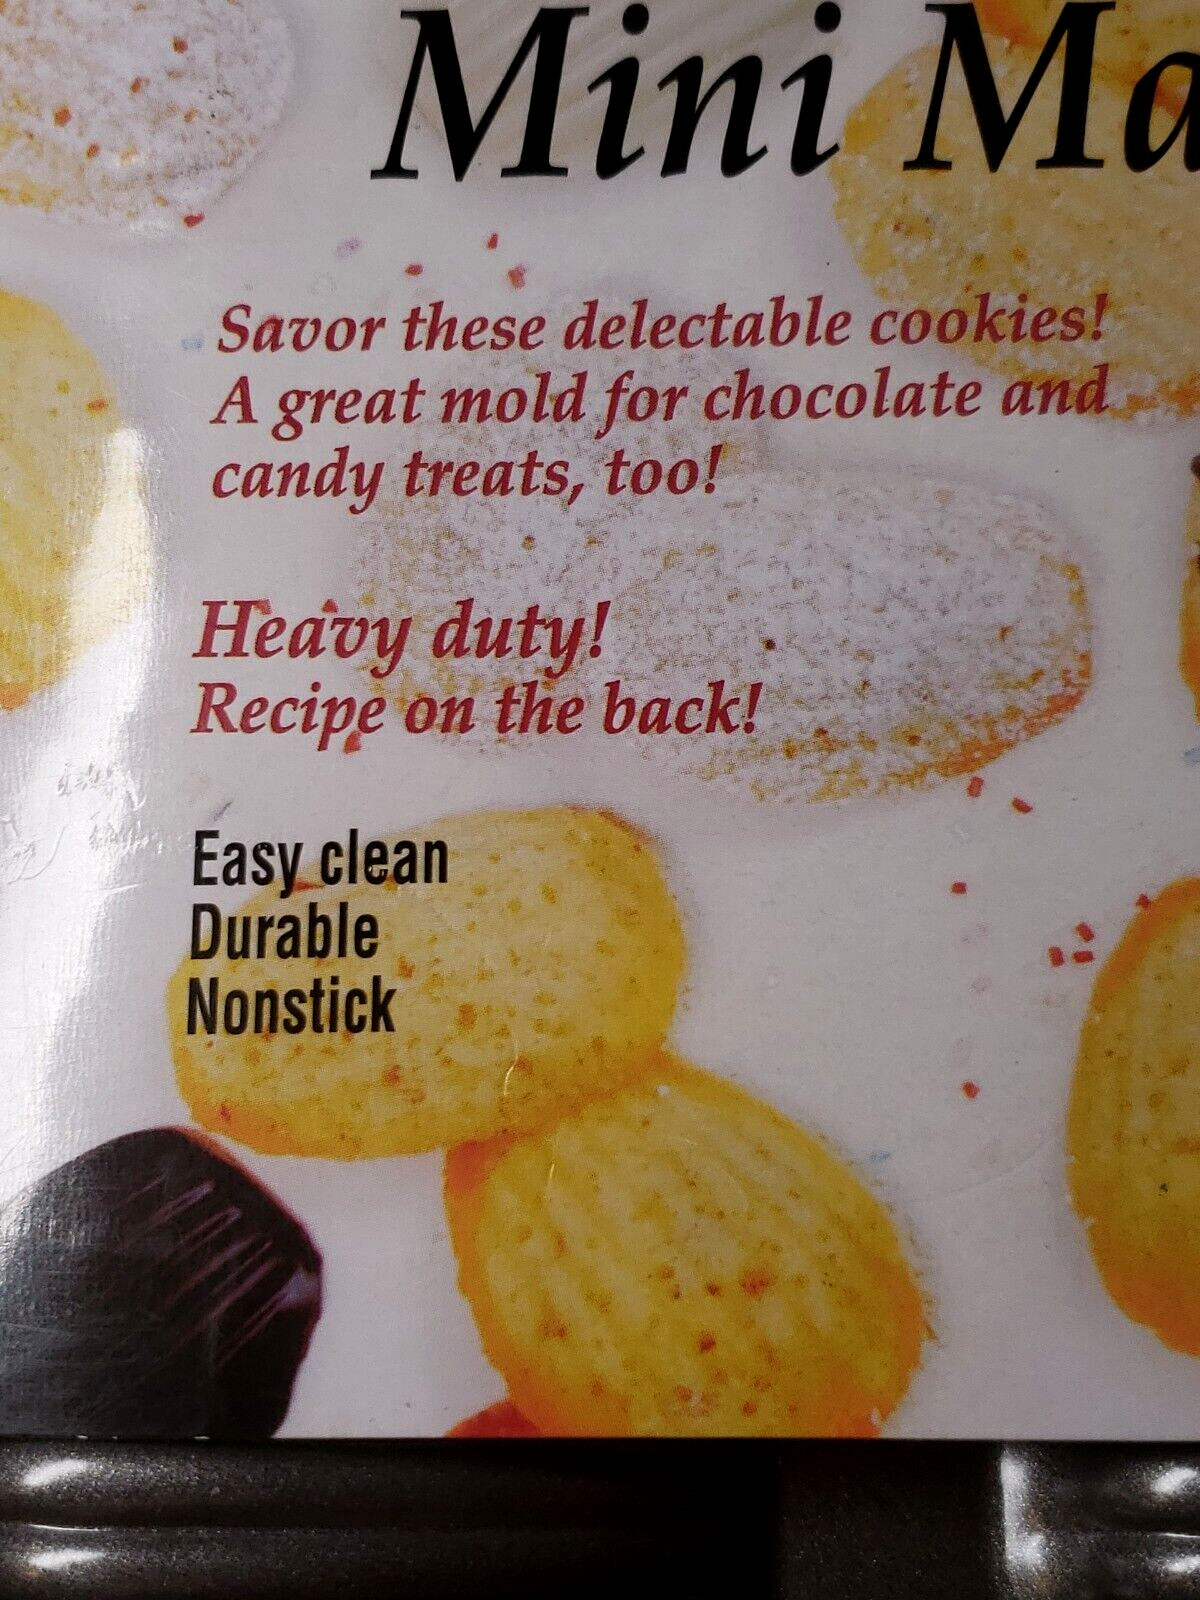 Mini Ma
Savor these delectable cookies!
A great mold for chocolate and
candy treats, too!
Heavy duty!
Recipe on the back!
Easy clean
Durable
Nonstick